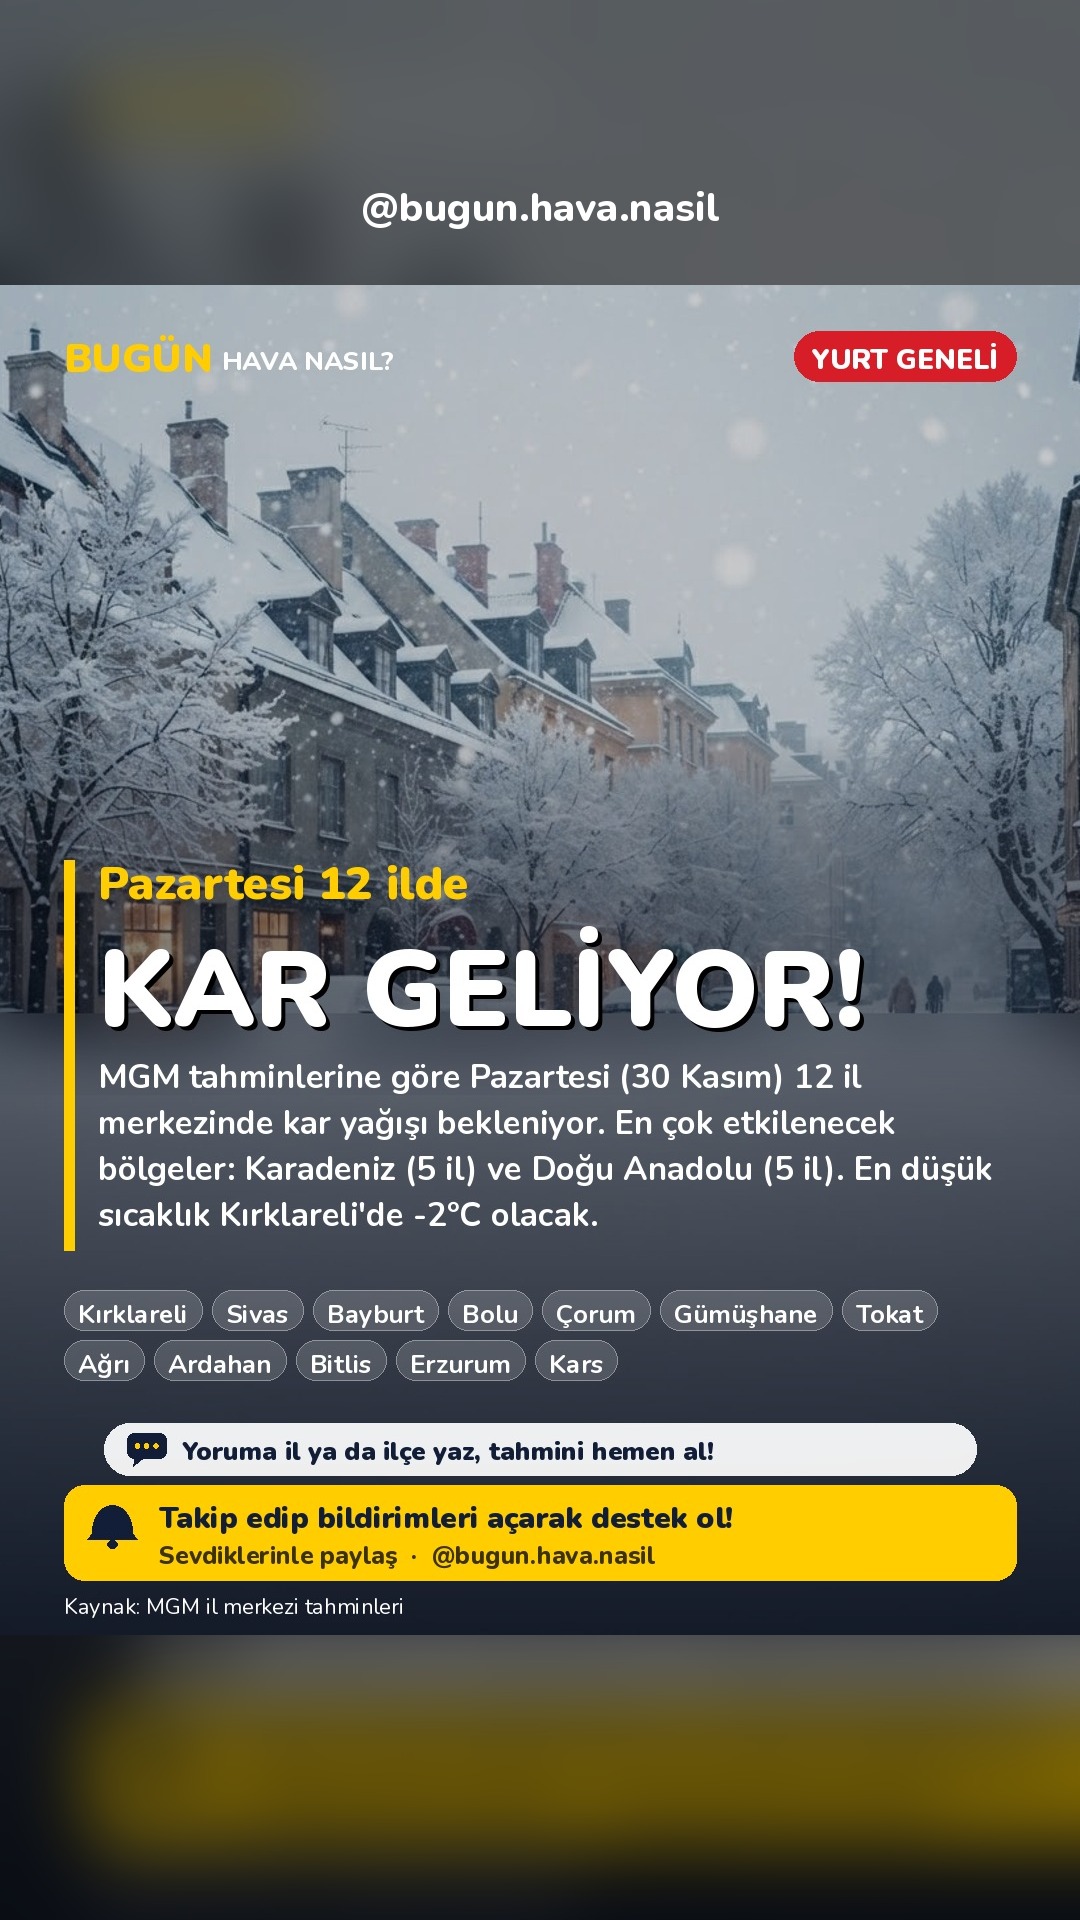 @bugun.hava.nasil
BUGÜN HAVA NASIL?
YURT GENELİ
Pazartesi 12 ilde
KAR GELİYOR!
MGM tahminlerine göre Pazartesi (30 Kasım) 12 il
merkezinde kar yağışı bekleniyor. En çok etkilenecek
bölgeler: Karadeniz (5 il) ve Doğu Anadolu (5 il). En düşük
sıcaklık Kırklareli'de -2°C olacak.
Kırklareli Sivas Bayburt Bolu Çorum Gümüşhane Tokat
Ağrı Ardahan Bitlis Erzurum Kars
Yoruma il ya da ilçe yaz, tahmini hemen al!
Takip edip bildirimleri açarak destek ol!
Sevdiklerinle paylaş · @bugun.hava.nasil
Kaynak: MGM il merkezi tahminleri